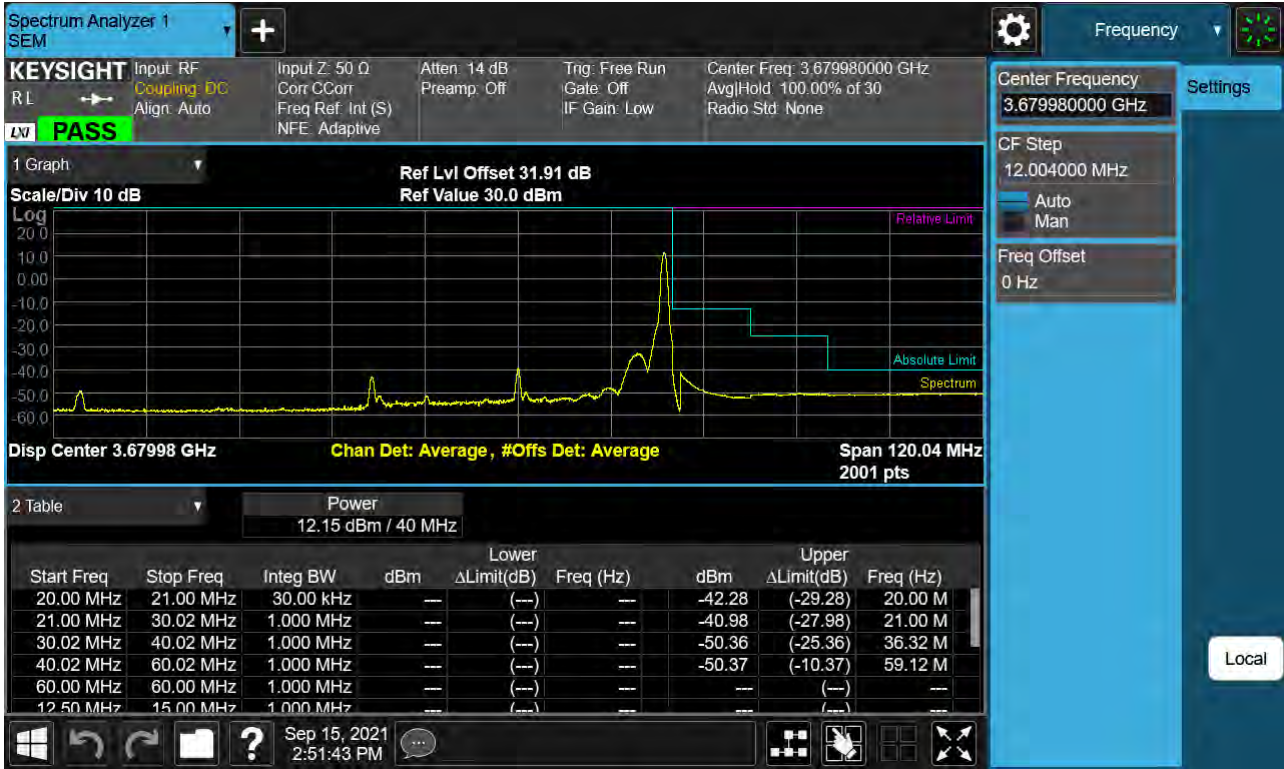 Spectrum Analyzer 1
SEM
Frequency
KEYSIGHT
R L
LXI
PASS
Input: RF
Coupling: DC
Align: Auto
Input Z: 50 Ω
Corr CCorr
Freq Ref: Int (S)
NFE: Adaptive
Atten: 14 dB
Preamp: Off
Trig: Free Run
Gate: Off
IF Gain: Low
Center Freq: 3.679980000 GHz
Avg|Hold: 100.00% of 30
Radio Std: None
Center Frequency
3.679980000 GHz
Settings
CF Step
12.004000 MHz
Auto
Man
Freq Offset
0 Hz
Local
1 Graph
Scale/Div 10 dB
Ref Lvl Offset 31.91 dB
Ref Value 30.0 dBm
Log
20.0
10.0
0.00
-10.0
-20.0
-30.0
-40.0
-50.0
-60.0
Relative Limit
Absolute Limit
Spectrum
Disp Center 3.67998 GHz
Chan Det: Average, #Offs Det: Average
Span 120.04 MHz
2001 pts
2 Table
Power
12.15 dBm / 40 MHz
Lower Upper
Start Freq Stop Freq Integ BW dBm ΔLimit(dB) Freq (Hz) dBm ΔLimit(dB) Freq (Hz)
20.00 MHz 21.00 MHz 30.00 kHz --- (---) --- -42.28 (-29.28) 20.00 M
21.00 MHz 30.02 MHz 1.000 MHz --- (---) --- -40.98 (-27.98) 21.00 M
30.02 MHz 40.02 MHz 1.000 MHz --- (---) --- -50.36 (-25.36) 36.32 M
40.02 MHz 60.02 MHz 1.000 MHz --- (---) --- -50.37 (-10.37) 59.12 M
60.00 MHz 60.00 MHz 1.000 MHz --- (---) --- --- (---) ---
12.50 MHz 15.00 MHz 1.000 MHz --- (---) --- --- (---) ---
Sep 15, 2021
2:51:43 PM